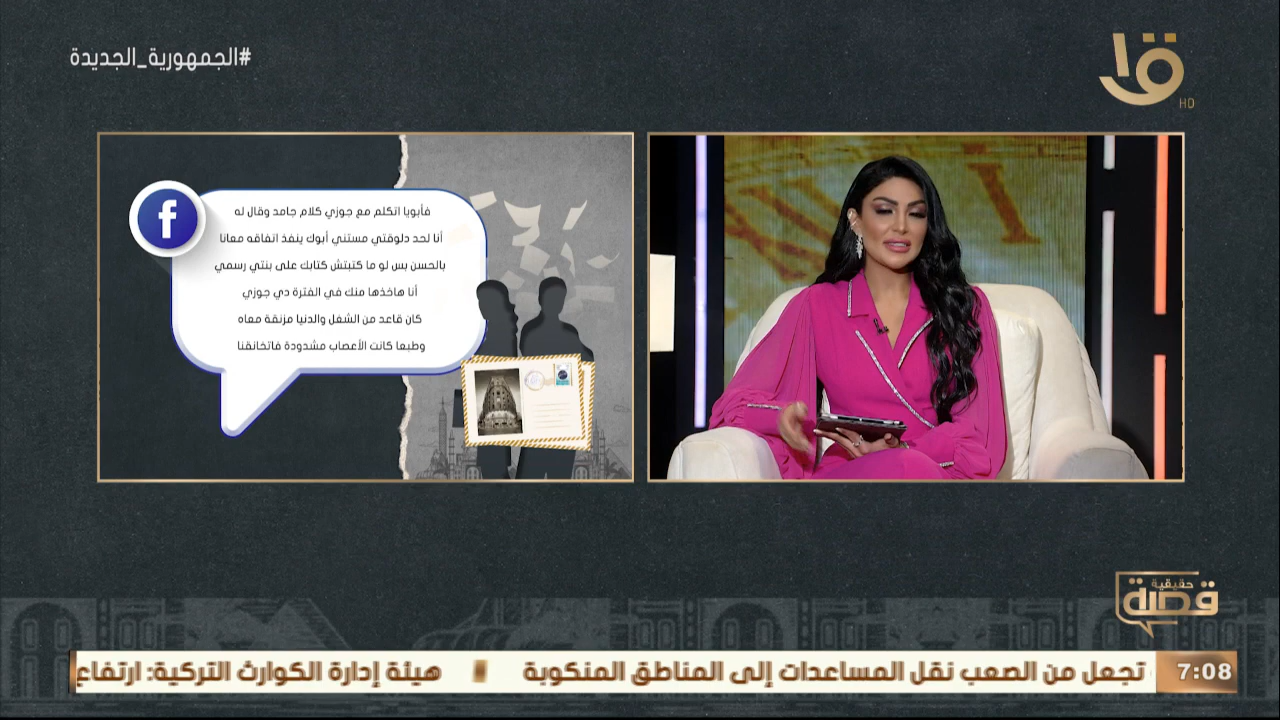 #الجمهورية_الجديدة
HD
فأبويا اتكلم مع جوزي كلام جامد وقال له
أنا لحد دلوقتي مستني أبوك ينفذ اتفاقه معانا
بالحسن بس لو ما كتبتش كتابك على بنتي رسمي
أنا هاخذها منك في الفترة دي جوزي
كان قاعد من الشغل والدنيا مزنقة معاه
وطبعا كانت الأعصاب مشدودة فاتخانقنا
f
قصة حقيقية
7:08
تجعل من الصعب نقل المساعدات إلى المناطق المنكوبة
هيئة إدارة الكوارث التركية: ارتفاع